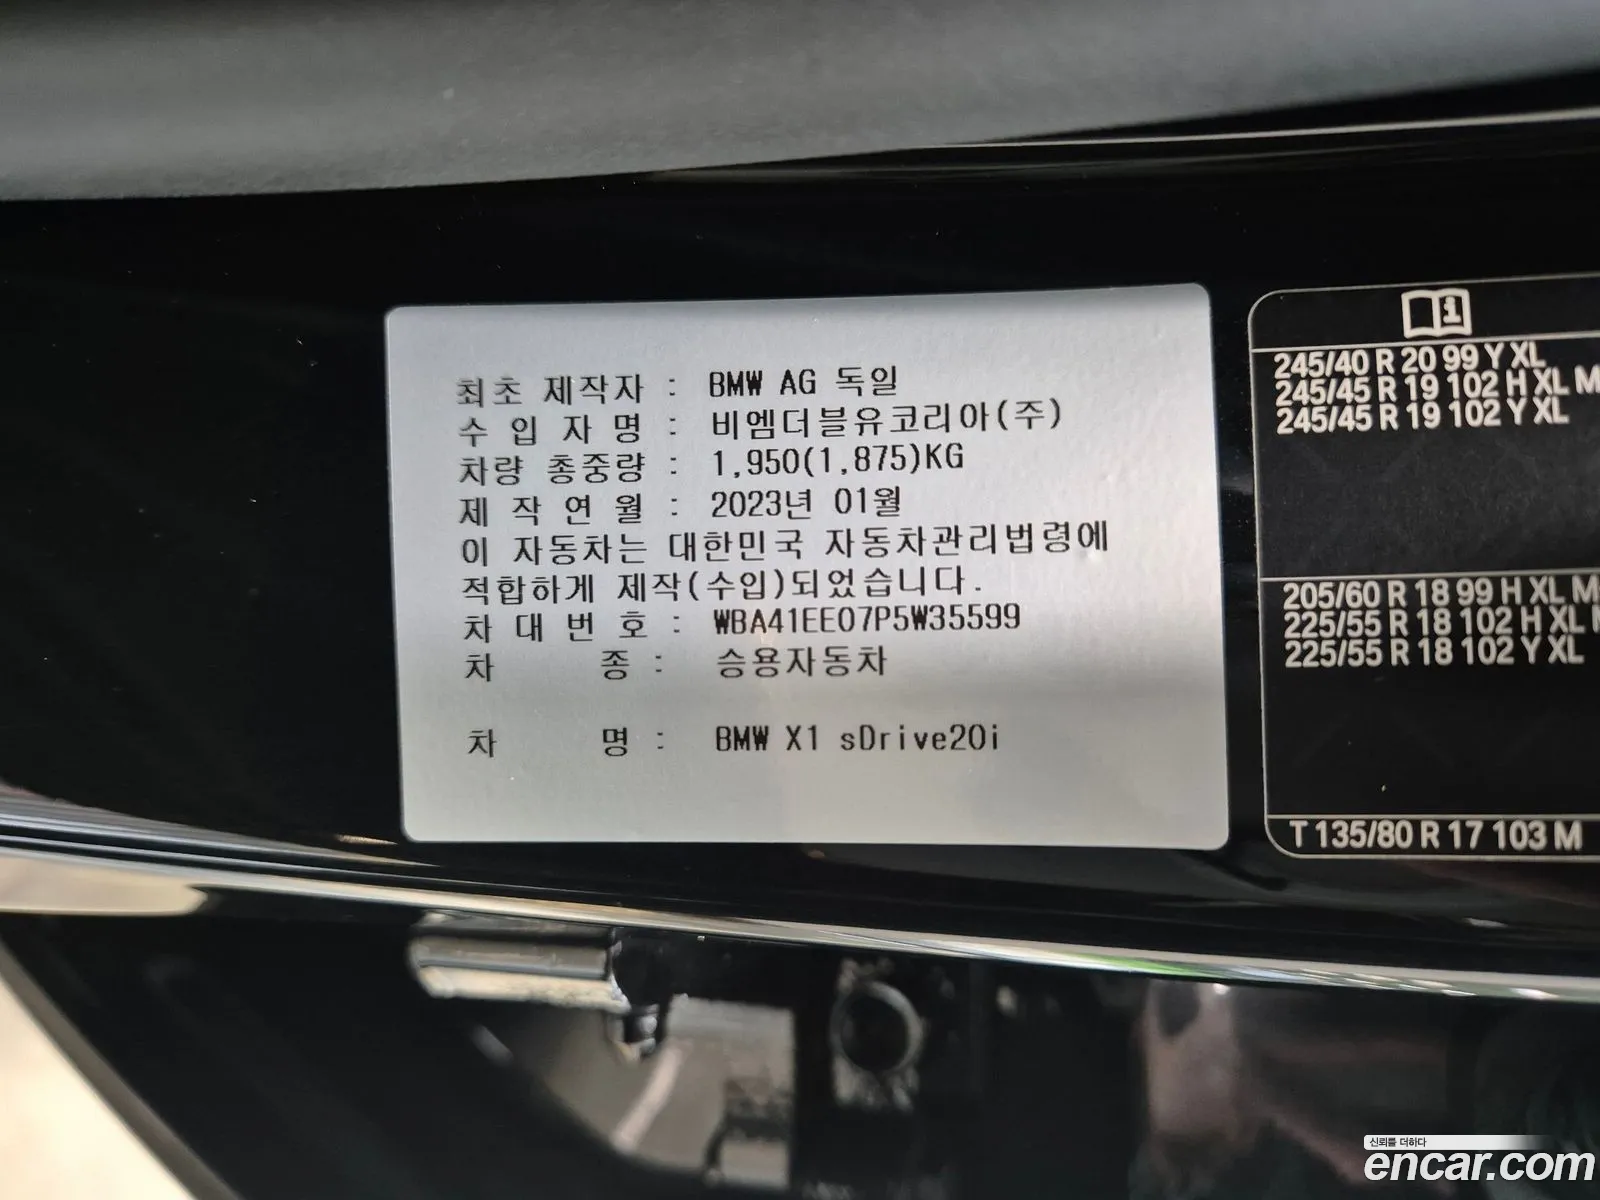 최초 제작자 : BMW AG 독일
수 입 자 명 : 비엠더블유코리아(주)
차량 총중량 : 1,950(1,875)KG
제 작 연 월 : 2023년 01월
이 자동차는 대한민국 자동차관리법령에
적합하게 제작(수입)되었습니다.
차 대 번 호 : WBA41EE07P5W35599
차 종 : 승용자동차
차 명 : BMW X1 sDrive20i
245/40 R 20 99 Y XL
245/45 R 19 102 H XL M
245/45 R 19 102 Y XL
205/60 R 18 99 H XL M
225/55 R 18 102 H XL M
225/55 R 18 102 Y XL
T 135/80 R 17 103 M
신뢰를 더하다
encar.com